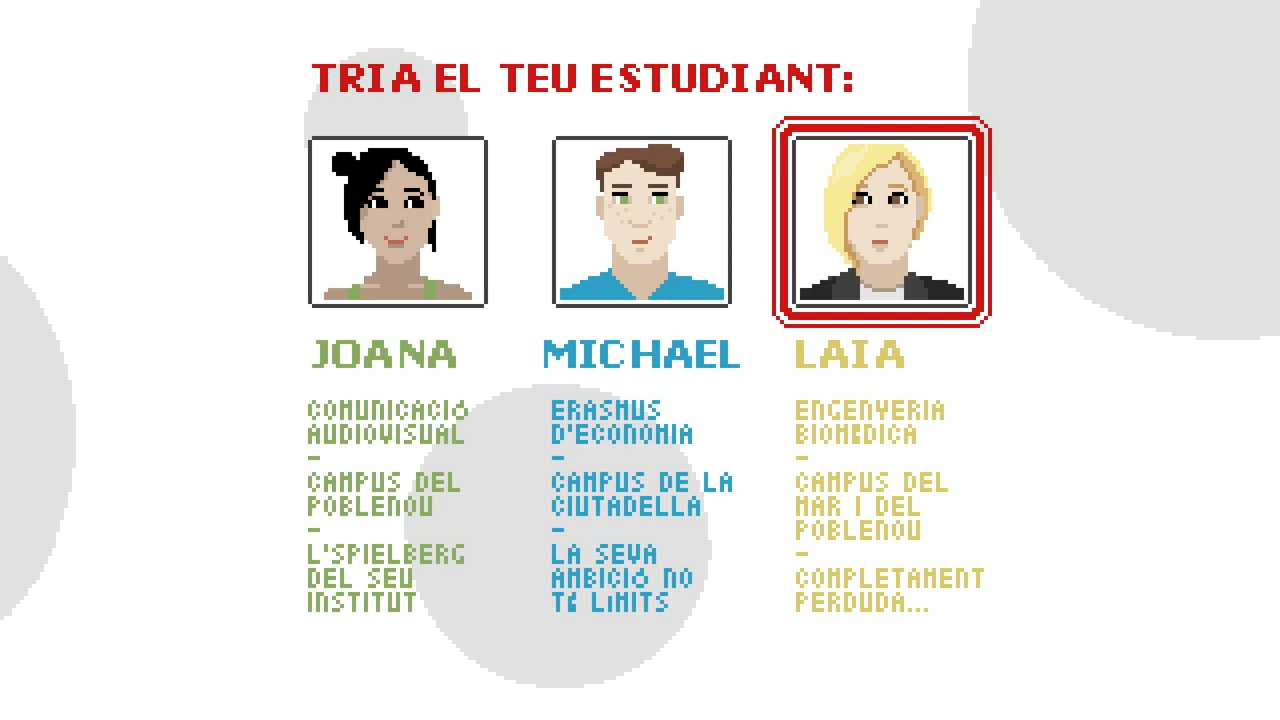 TRIA EL TEU ESTUDIANT:
JOANA
COMUNICACIÓ
AUDIOVISUAL
-
CAMPUS DEL
POBLENOU
-
L'SPIELBERG
DEL SEU
INSTITUT
MICHAEL
ERASMUS
D'ECONOMIA
-
CAMPUS DE LA
CIUTADELLA
-
LA SEVA
AMBICIÓ NO
TÉ LÍMITS
LAIA
ENGENYERIA
BIOMÈDICA
-
CAMPUS DEL
MAR I DEL
POBLENOU
-
COMPLETAMENT
PERDUDA...